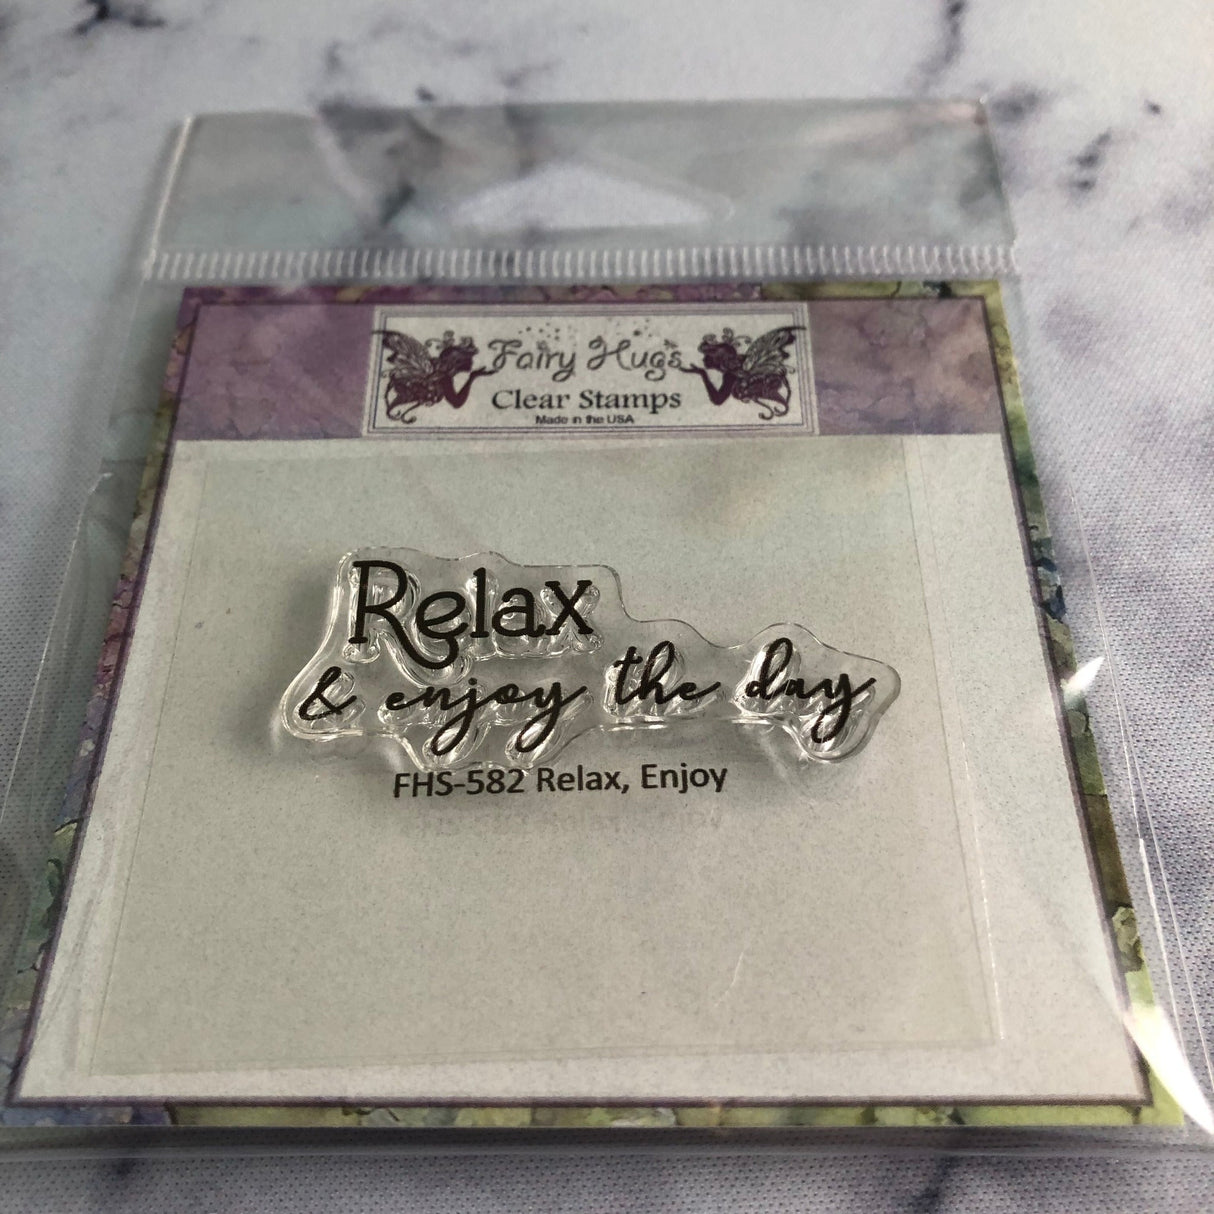 Fairy Hugs
Clear Stamps
Made in the USA
Relax
& enjoy the day
FHS-582 Relax, Enjoy